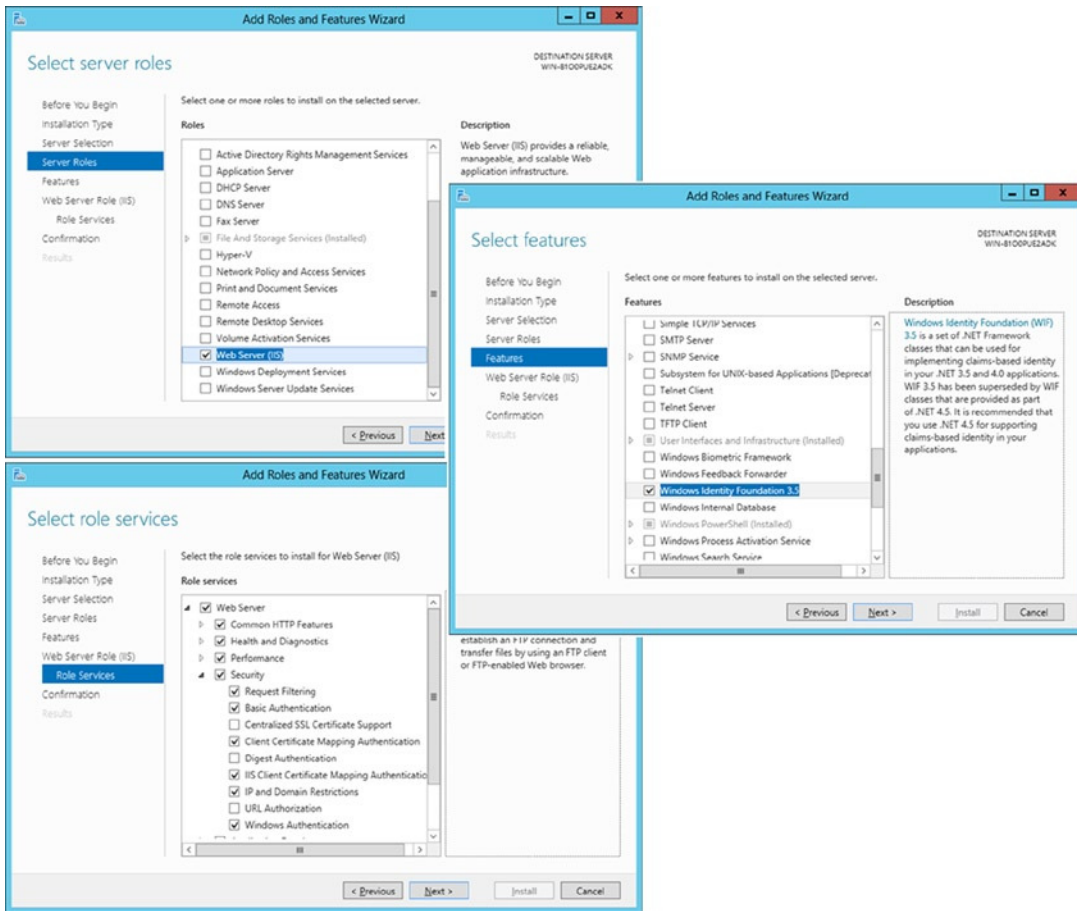 Add Roles and Features Wizard
Select server roles
DESTINATION SERVER
WIN-81O0PUE2ADK
Before You Begin
Installation Type
Server Selection
Server Roles
Features
Web Server Role (IIS)
Role Services
Confirmation
Results
Select one or more roles to install on the selected server.
Roles
Active Directory Rights Management Services
Application Server
DHCP Server
DNS Server
Fax Server
File And Storage Services (Installed)
Hyper-V
Network Policy and Access Services
Print and Document Services
Remote Access
Remote Desktop Services
Volume Activation Services
Web Server (IIS)
Windows Deployment Services
Windows Server Update Services
Description
Web Server (IIS) provides a reliable,
manageable, and scalable Web
application infrastructure.
< Previous
Next
Add Roles and Features Wizard
Select features
DESTINATION SERVER
WIN-81O0PUE2ADK
Before You Begin
Installation Type
Server Selection
Server Roles
Features
Web Server Role (IIS)
Role Services
Confirmation
Results
Select one or more features to install on the selected server.
Features
Simple TCP/IP Services
SMTP Server
SNMP Service
Subsystem for UNIX-based Applications [Deprecat
Telnet Client
Telnet Server
TFTP Client
User Interfaces and Infrastructure (Installed)
Windows Biometric Framework
Windows Feedback Forwarder
Windows Identity Foundation 3.5
Windows Internal Database
Windows PowerShell (Installed)
Windows Process Activation Service
Windows Search Service
Description
Windows Identity Foundation (WIF)
3.5 is a set of .NET Framework
classes that can be used for
implementing claims-based identity
in your .NET 3.5 and 4.0 applications.
WIF 3.5 has been superseded by WIF
classes that are provided as part
of .NET 4.5. It is recommended that
you use .NET 4.5 for supporting
claims-based identity in your
applications.
< Previous
Next >
Install
Cancel
Add Roles and Features Wizard
Select role services
Before You Begin
Installation Type
Server Selection
Server Roles
Features
Web Server Role (IIS)
Role Services
Confirmation
Results
Select the role services to install for Web Server (IIS)
Role services
Web Server
Common HTTP Features
Health and Diagnostics
Performance
Security
Request Filtering
Basic Authentication
Centralized SSL Certificate Support
Client Certificate Mapping Authentication
Digest Authentication
IIS Client Certificate Mapping Authenticatio
IP and Domain Restrictions
URL Authorization
Windows Authentication
establish an FTP connection and
transfer files by using an FTP client
or FTP-enabled Web browser.
< Previous
Next >
Install
Cancel